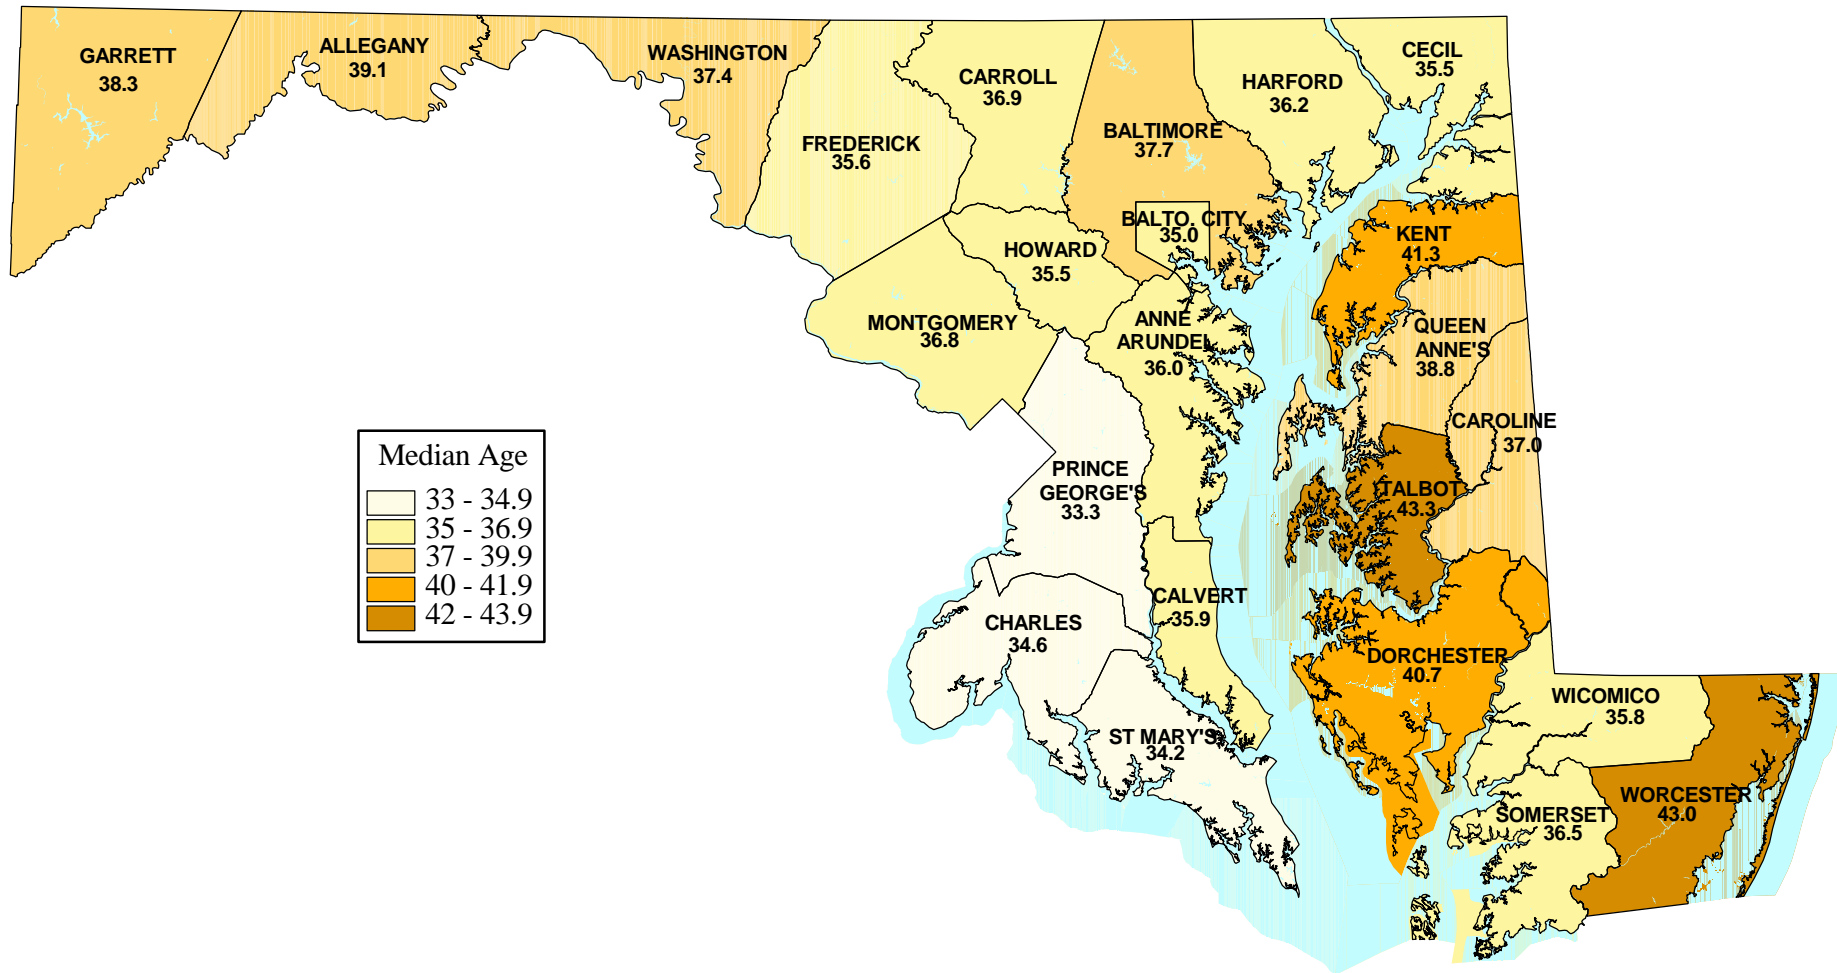 GARRETT
38.3
ALLEGANY
39.1
WASHINGTON
37.4
FREDERICK
35.6
CARROLL
36.9
BALTIMORE
37.7
HARFORD
36.2
CECIL
35.5
BALTO. CITY
35.0
HOWARD
35.5
MONTGOMERY
36.8
ANNE
ARUNDEL
36.0
KENT
41.3
QUEEN
ANNE'S
38.8
CAROLINE
37.0
TALBOT
43.3
PRINCE
GEORGE'S
33.3
CALVERT
35.9
CHARLES
34.6
ST MARY'S
34.2
DORCHESTER
40.7
WICOMICO
35.8
SOMERSET
36.5
WORCESTER
43.0
Median Age
33 - 34.9
35 - 36.9
37 - 39.9
40 - 41.9
42 - 43.9